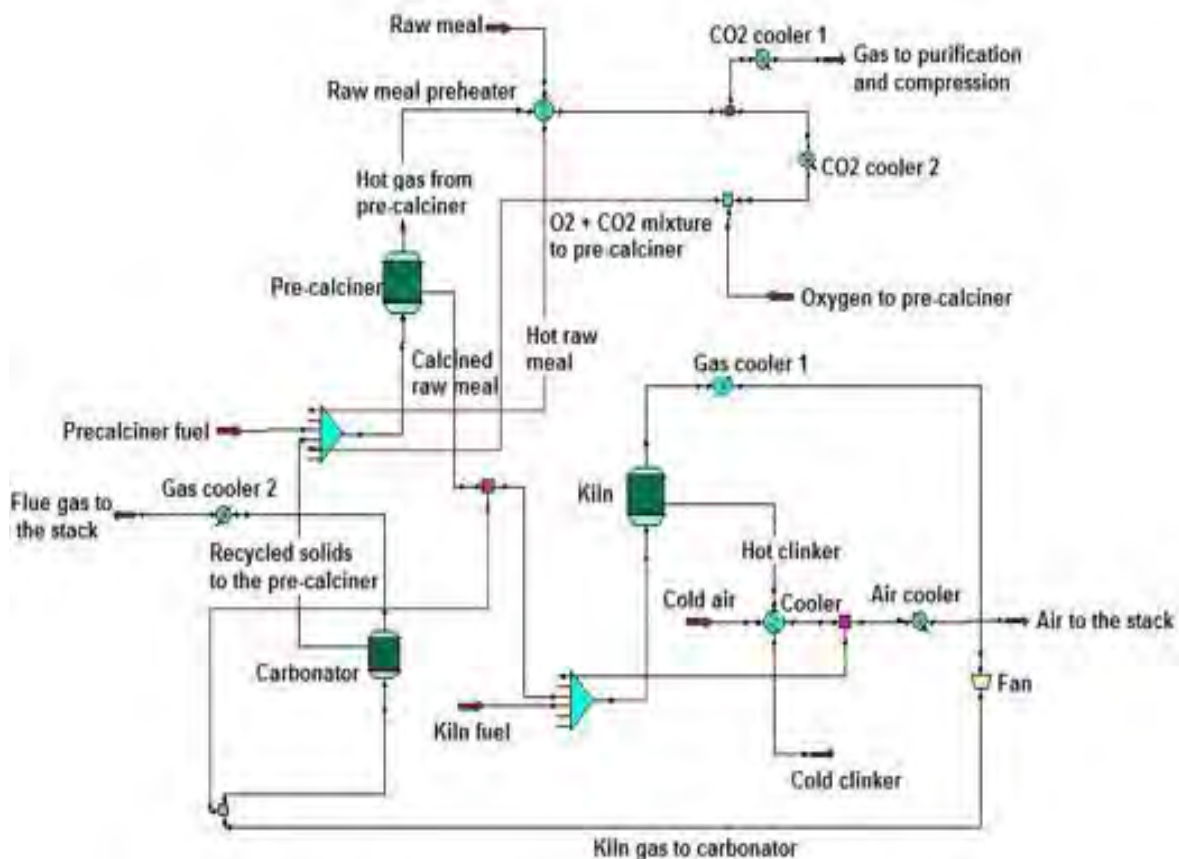 Raw meal
CO2 cooler 1
Gas to purification
and compression
Raw meal preheater
CO2 cooler 2
Hot gas from
pre-calciner
O2 + CO2 mixture
to pre calciner
Pre-calciner
Oxygen to pre-calciner
Hot raw
meal
Calcined
raw meal
Gas cooler 1
Precalciner fuel
Gas cooler 2
Kiln
Flue gas to
the stack
Hot clinker
Recycled solids
to the pre-calciner
Cold air
Cooler
Air cooler
Air to the stack
Carbonator
Fan
Kiln fuel
Cold clinker
Kiln gas to carbonator